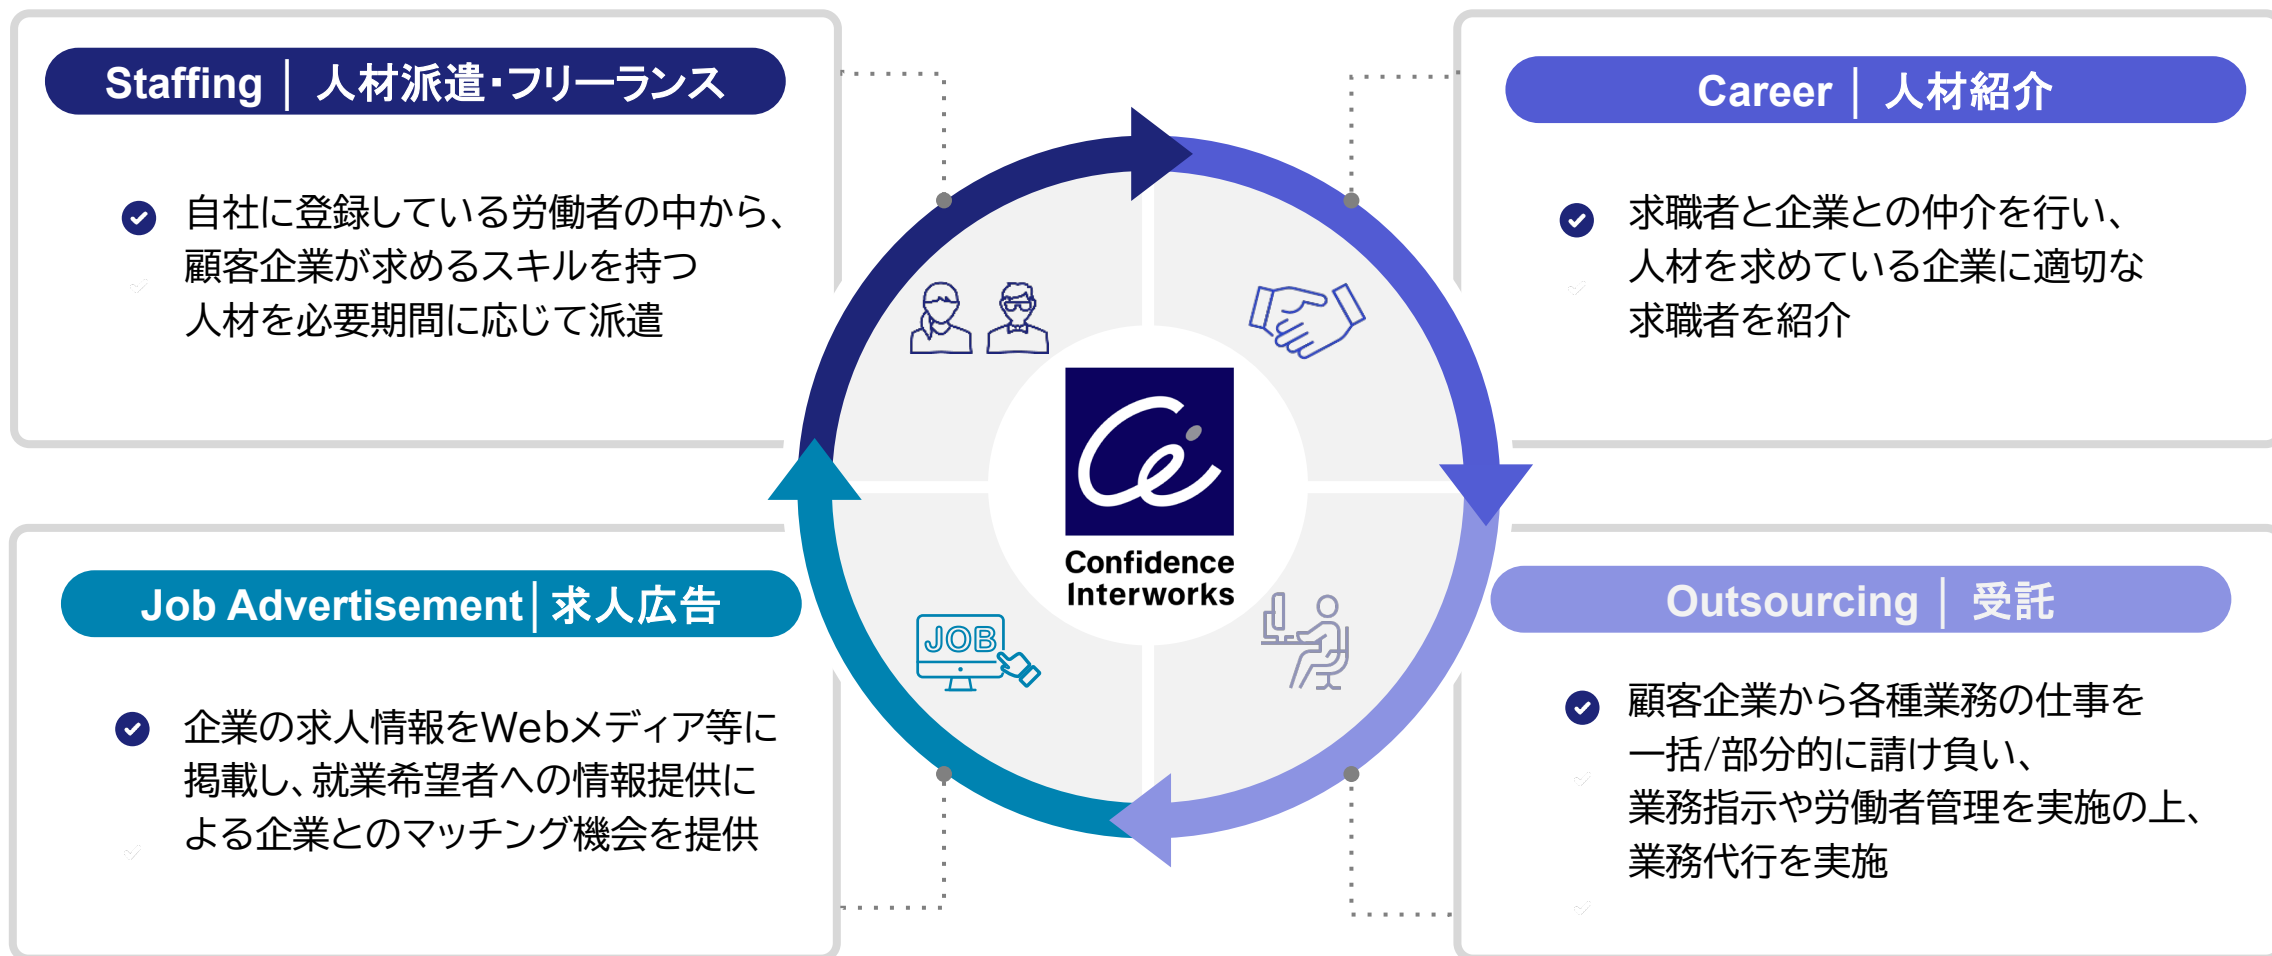 Staffing │ 人材派遣・フリーランス
自社に登録している労働者の中から、
顧客企業が求めるスキルを持つ
人材を必要期間に応じて派遣
Career │ 人材紹介
求職者と企業との仲介を行い、
人材を求めている企業に適切な
求職者を紹介
Confidence
Interworks
JOB
Job Advertisement│求人広告
企業の求人情報をWebメディア等に
掲載し、就業希望者への情報提供に
よる企業とのマッチング機会を提供
Outsourcing │ 受託
顧客企業から各種業務の仕事を
一括/部分的に請け負い、
業務指示や労働者管理を実施の上、
業務代行を実施